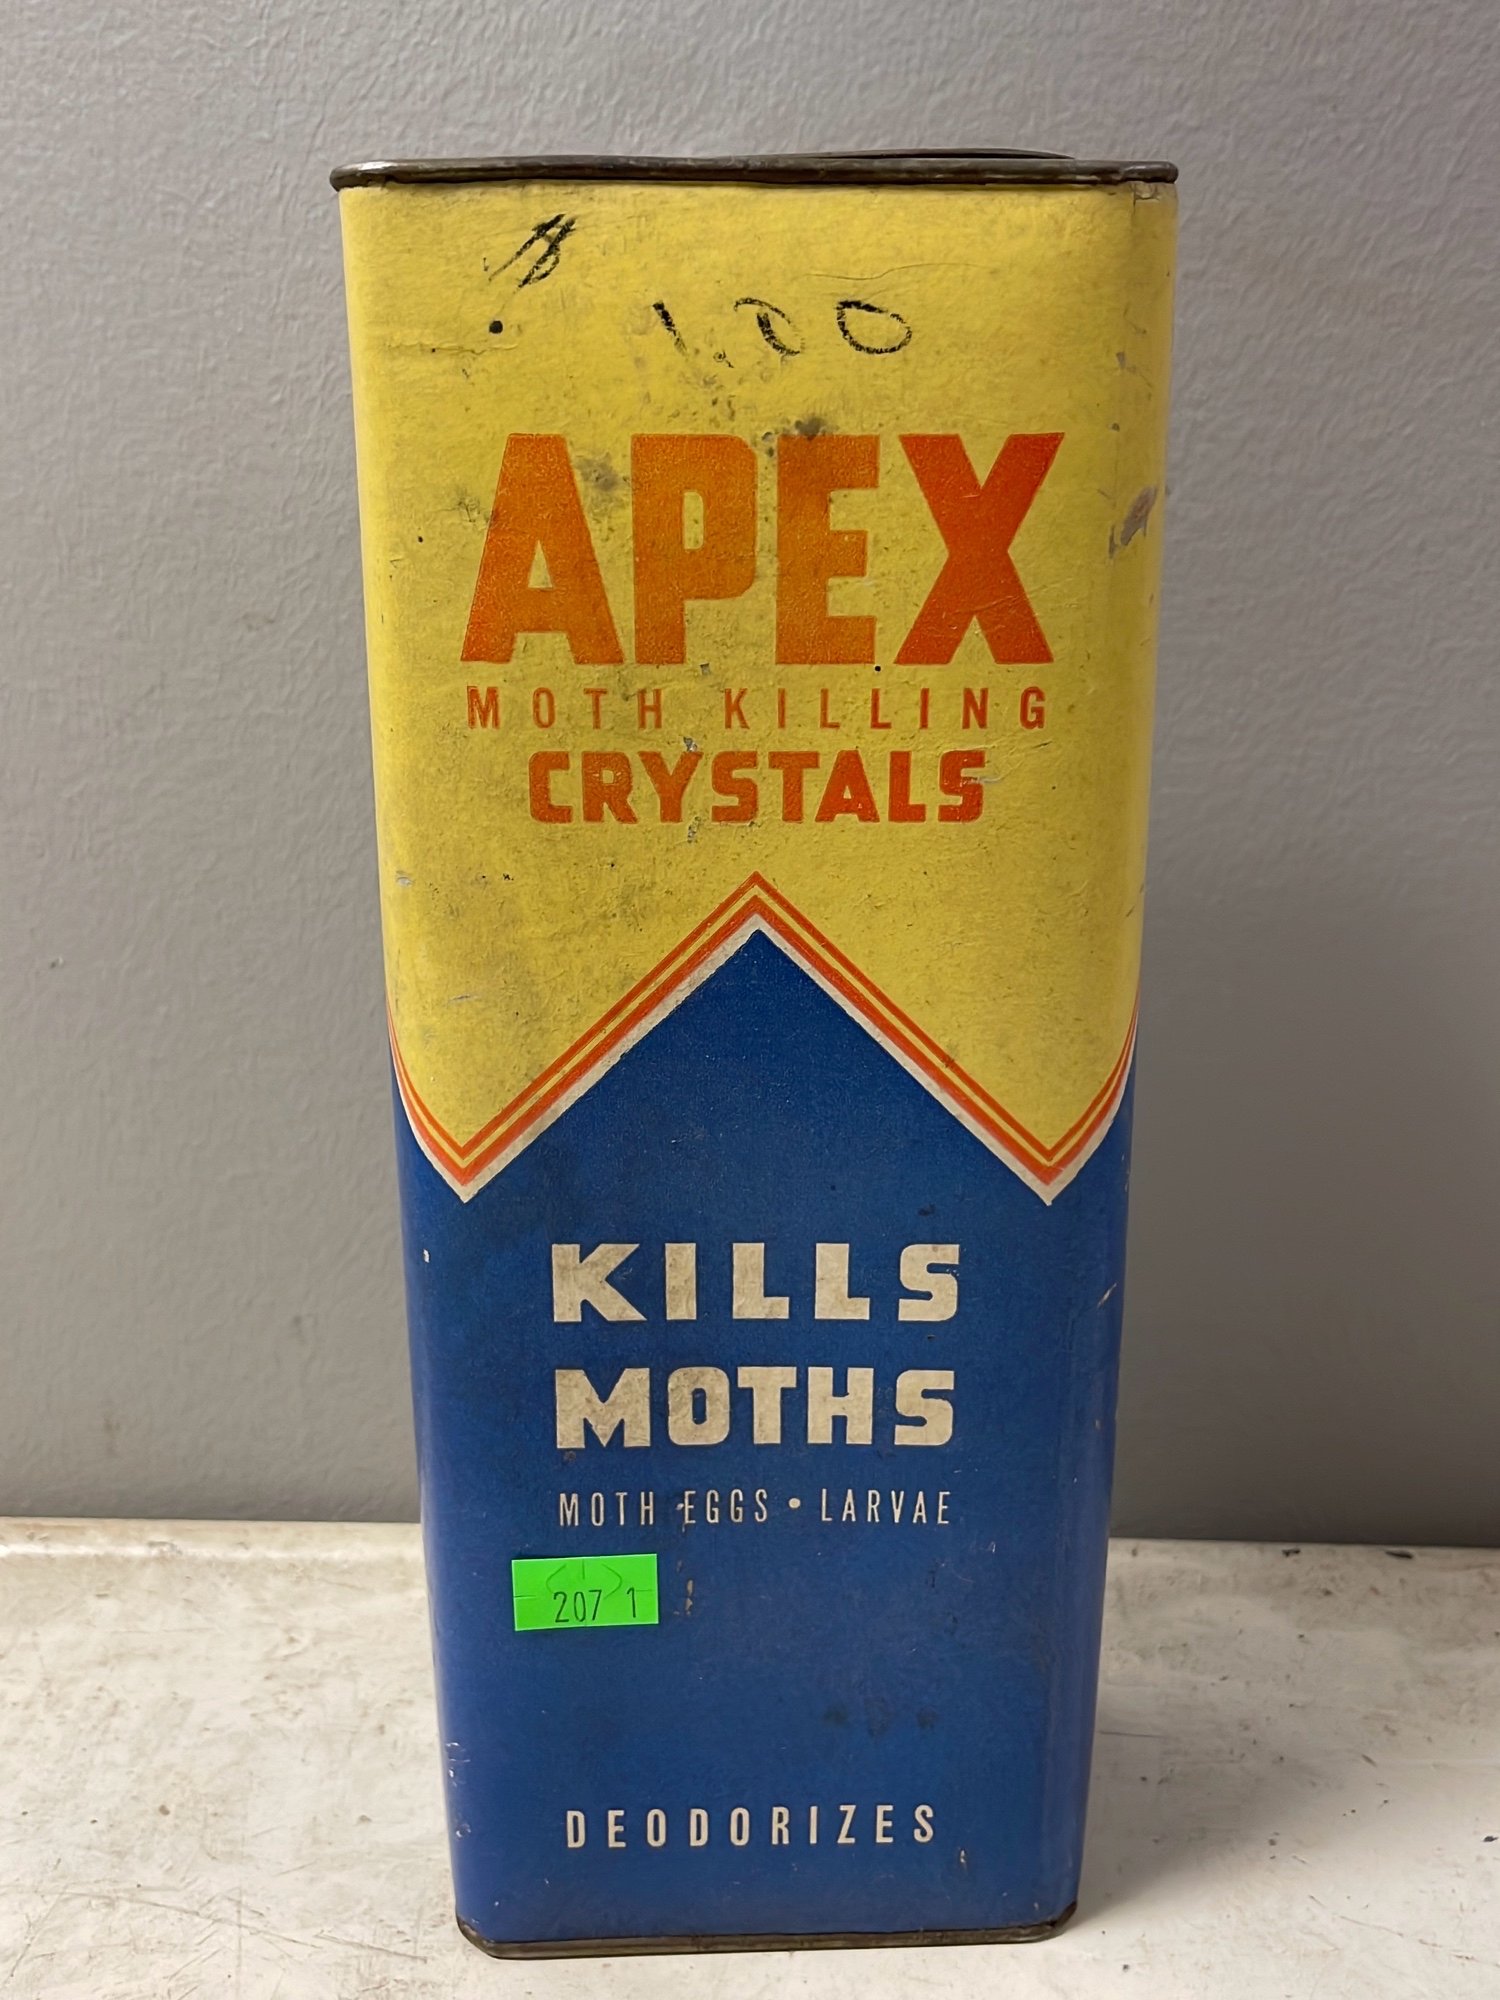 $
1.00
APEX
MOTH KILLING
CRYSTALS
KILLS
MOTHS
MOTH EGGS • LARVAE
207 1
DEODORIZES